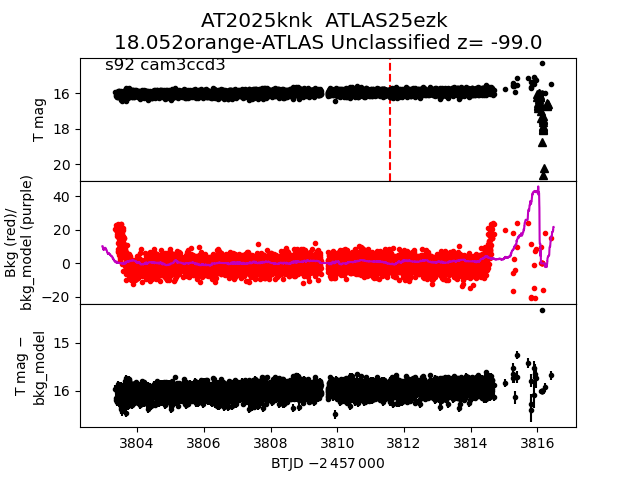 AT2025knk  ATLAS25ezk
18.052orange-ATLAS Unclassified z= -99.0
s92 cam3ccd3
T mag
16
18
20
Bkg (red)/
bkg_model (purple)
40
20
0
−20
T mag −
bkg_model
15
16
3804 3806 3808 3810 3812 3814 3816
BTJD −2 457 000